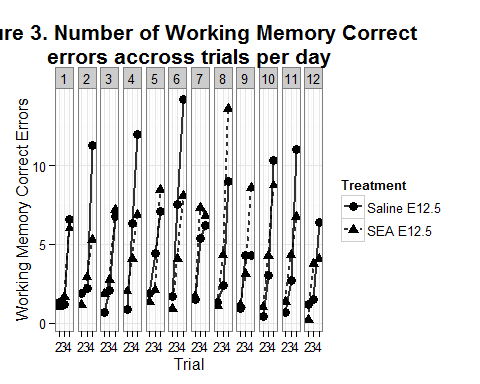 ure 3. Number of Working Memory Correct
errors accross trials per day
1 2 3 4 5 6 7 8 9 10 11 12
Working Memory Correct Errors
10
5
0
234 234 234 234 234 234 234 234 234 234 234 234
Trial
Treatment
Saline E12.5
SEA E12.5